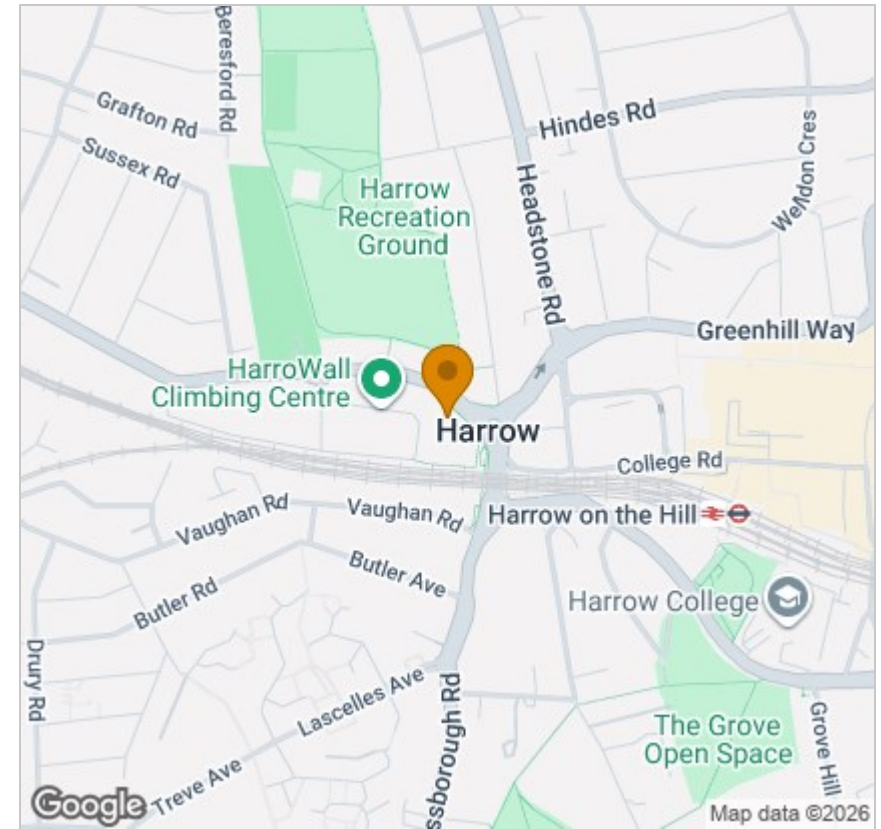 Beresford Rd
Grafton Rd
Sussex Rd
Hindes Rd
Headstone Rd
Harrow
Recreation
Ground
Greenhill Way
HarroWall
Climbing Centre
Harrow
College Rd
Vaughan Rd
Vaughan Rd
Harrow on the Hill
Butler Ave
Butler Rd
Harrow College
Drury Rd
Lascelles Ave
Treve Ave
ssborough Rd
The Grove
Open Space
Grove Hill
Google
Map data ©2026